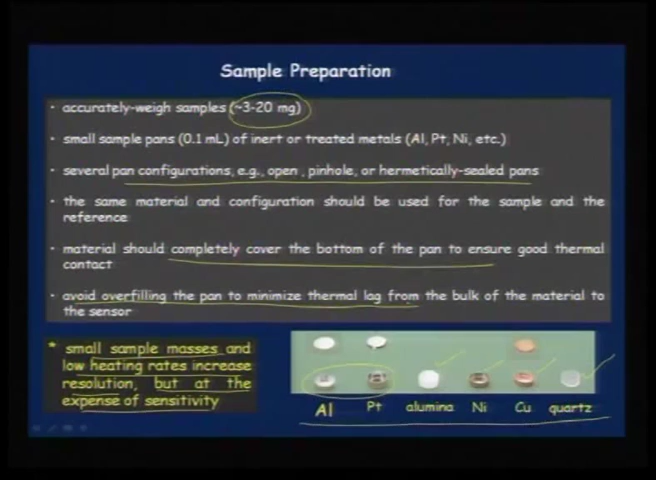 Sample Preparation
• accurately-weigh samples (~3-20 mg)
• small sample pans (0.1 mL) of inert or treated metals (Al, Pt, Ni, etc.)
• several pan configurations, e.g., open , pinhole, or hermetically-sealed pans
• the same material and configuration should be used for the sample and the
reference
• material should completely cover the bottom of the pan to ensure good thermal
contact
• avoid overfilling the pan to minimize thermal lag from the bulk of the material to
the sensor
* small sample masses and
low heating rates increase
resolution, but at the
expense of sensitivity
Al Pt alumina Ni Cu quartz